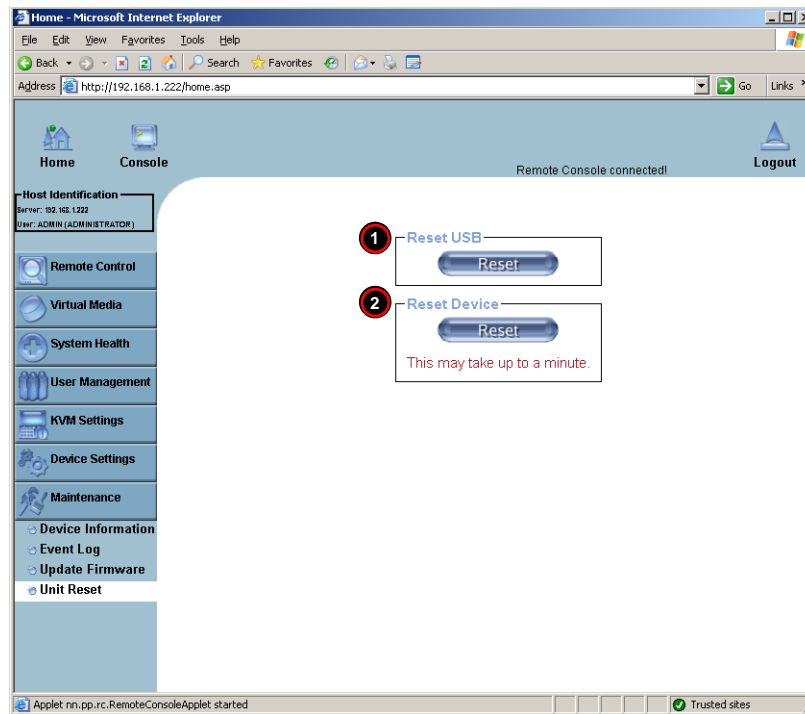 Home - Microsoft Internet Explorer
File Edit View Favorites Tools Help
Back Search Favorites
Address http://192.168.1.222/home.asp Go Links »
Home Console Logout
Remote Console connected!
Host Identification
Server: 192.168.1.222
User: ADMIN (ADMINISTRATOR)
Remote Control
Virtual Media
System Health
User Management
KVM Settings
Device Settings
Maintenance
Device Information
Event Log
Update Firmware
Unit Reset
1 Reset USB
Reset
2 Reset Device
Reset
This may take up to a minute.
Applet nn.pp.rc.RemoteConsoleApplet started Trusted sites